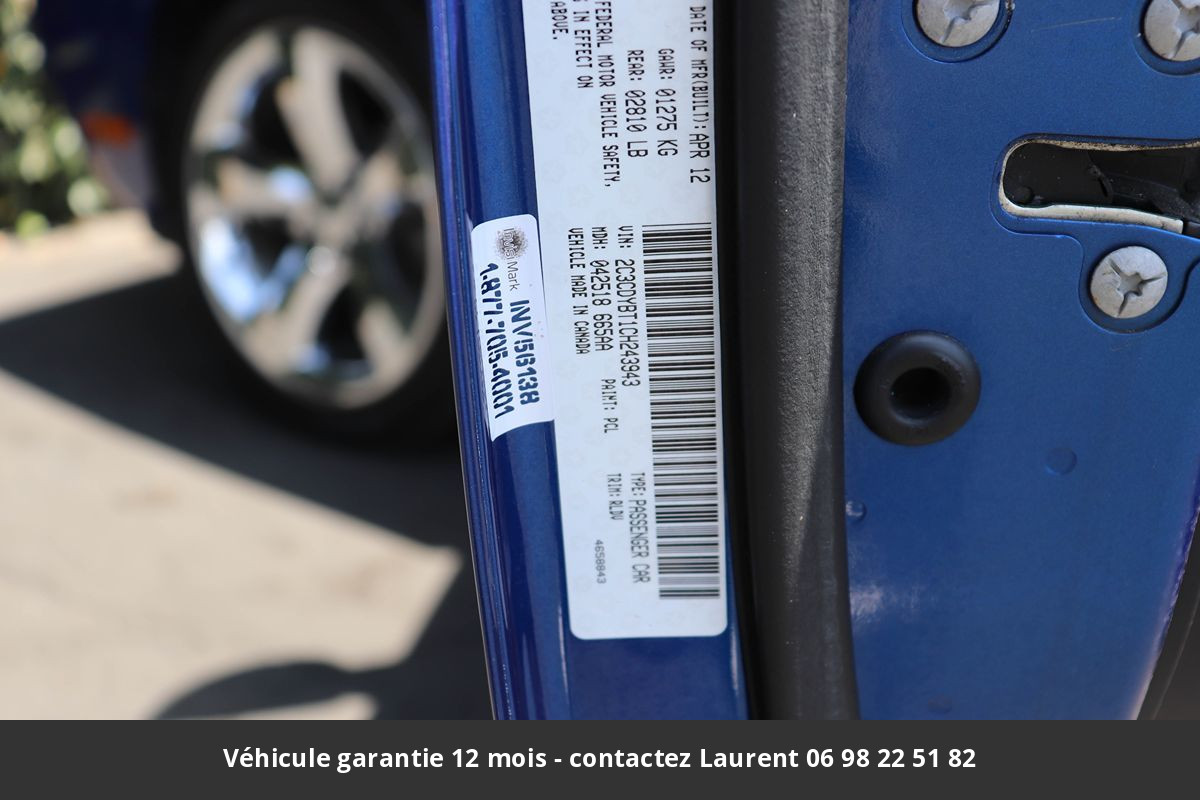 DATE OF MFR(BUILT): APR 12
GAWR: 01275 KG
REAR: 02810 LB
FEDERAL MOTOR VEHICLE SAFETY,
S IN EFFECT ON
ABOVE.
VIN: 2C3CDYBT1CH243943
TYPE: PASSENGER CAR
MDH: 042518 665AA PAINT: PCL TRIM: RLDV
VEHICLE MADE IN CANADA
4658843
InvisiMark
INV5613H
1-877-705-4001
Véhicule garantie 12 mois - contactez Laurent 06 98 22 51 82